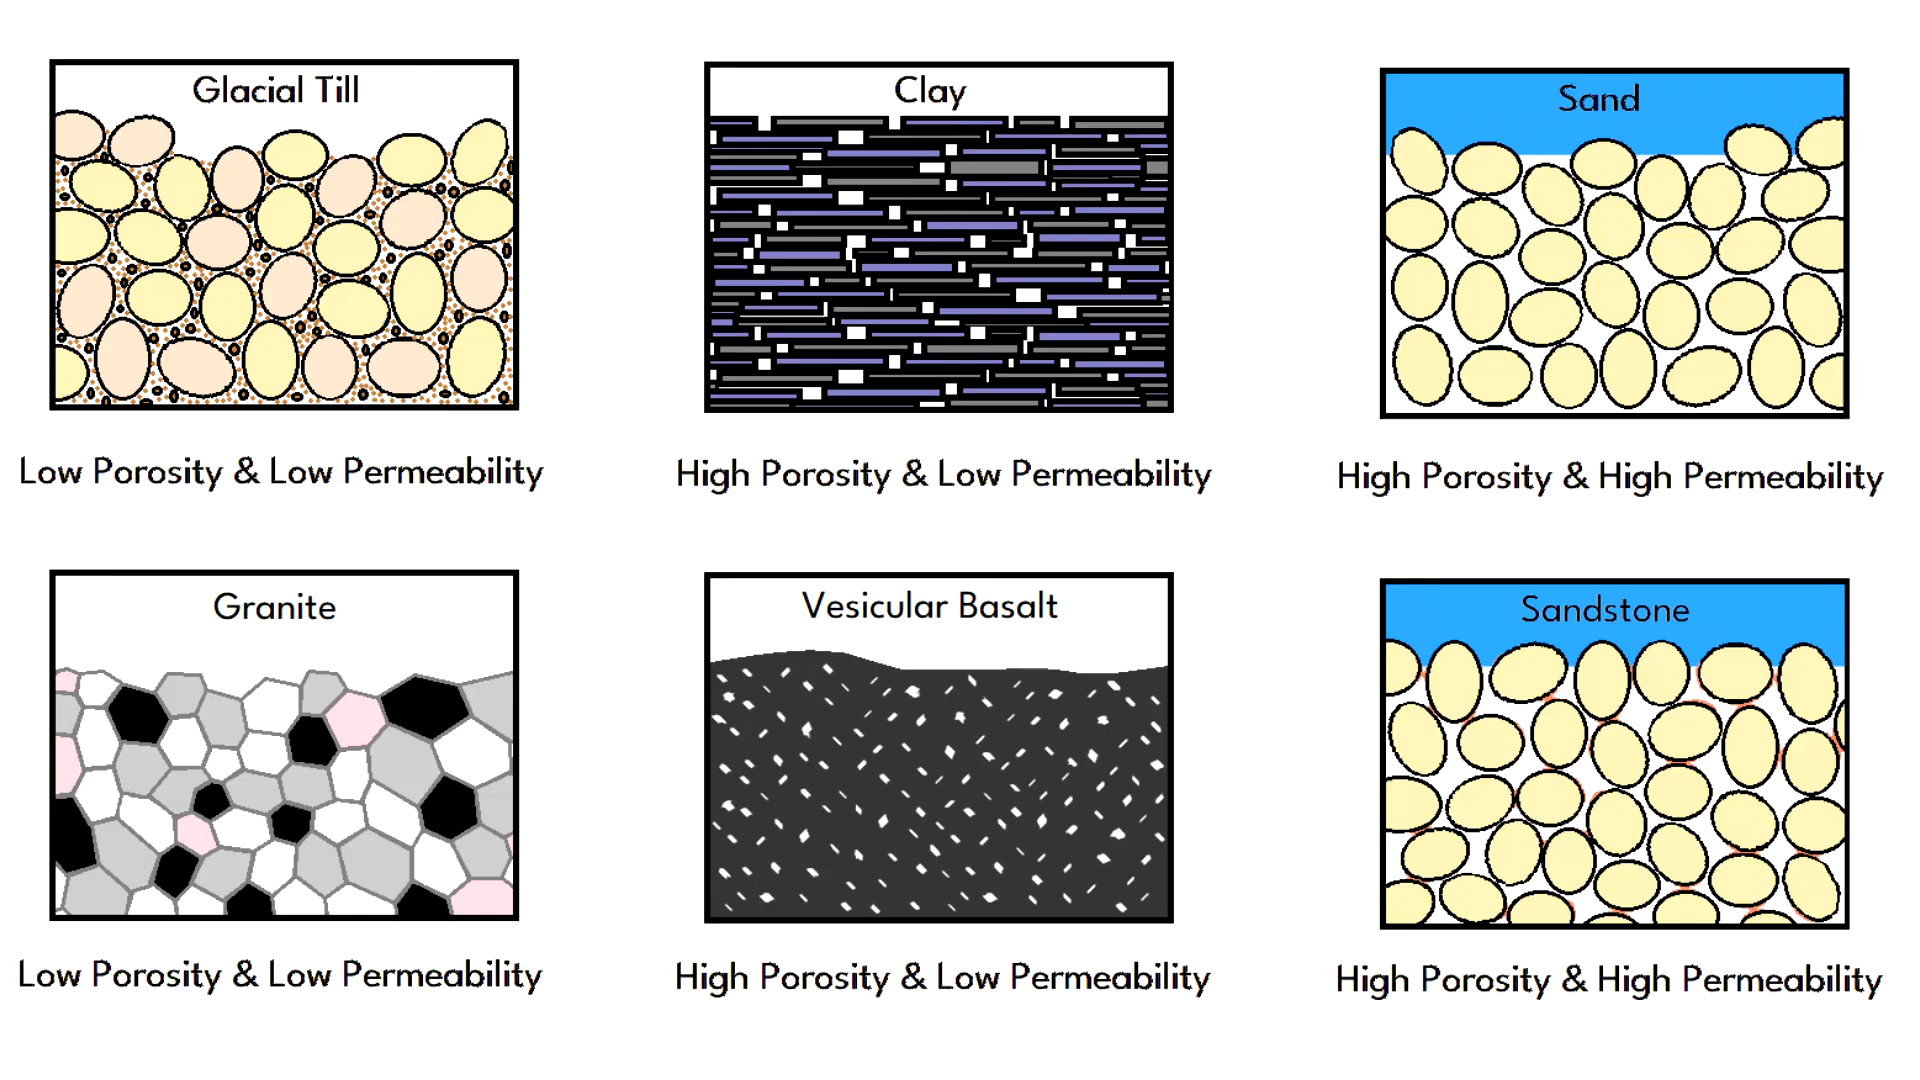 Glacial Till
Clay
Sand
Low Porosity & Low Permeability
High Porosity & Low Permeability
High Porosity & High Permeability
Granite
Vesicular Basalt
Sandstone
Low Porosity & Low Permeability
High Porosity & Low Permeability
High Porosity & High Permeability